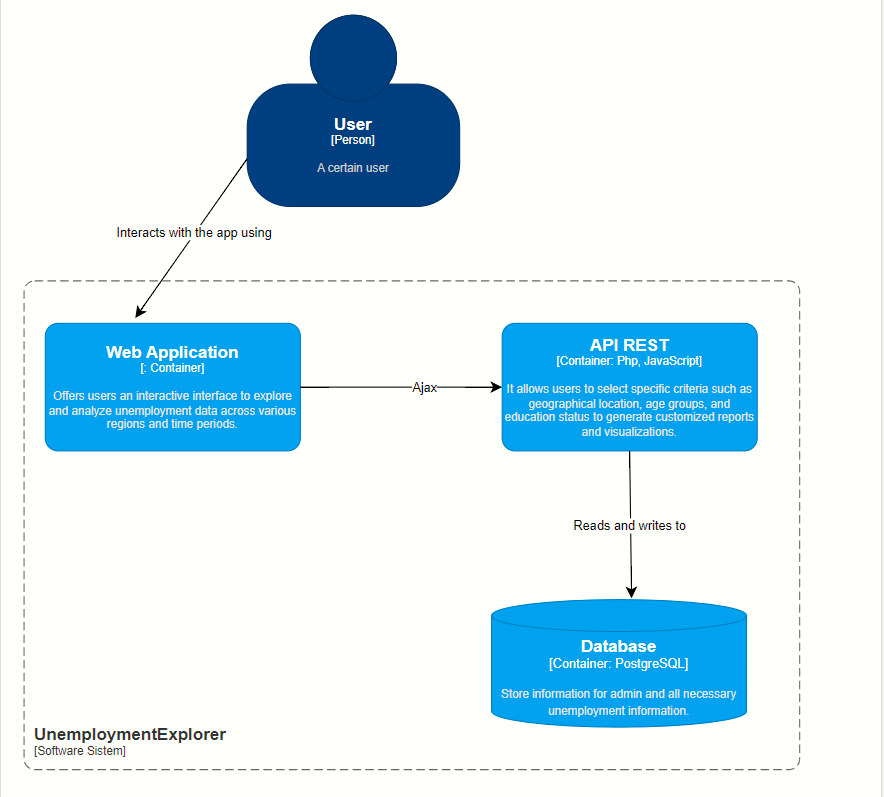 User
[Person]
A certain user
Interacts with the app using
Web Application
[: Container]
Offers users an interactive interface to explore
and analyze unemployment data across various
regions and time periods.
Ajax
API REST
[Container: Php, JavaScript]
It allows users to select specific criteria such as
geographical location, age groups, and
education status to generate customized reports
and visualizations.
Reads and writes to
Database
[Container: PostgreSQL]
Store information for admin and all necessary
unemployment information.
UnemploymentExplorer
[Software Sistem]